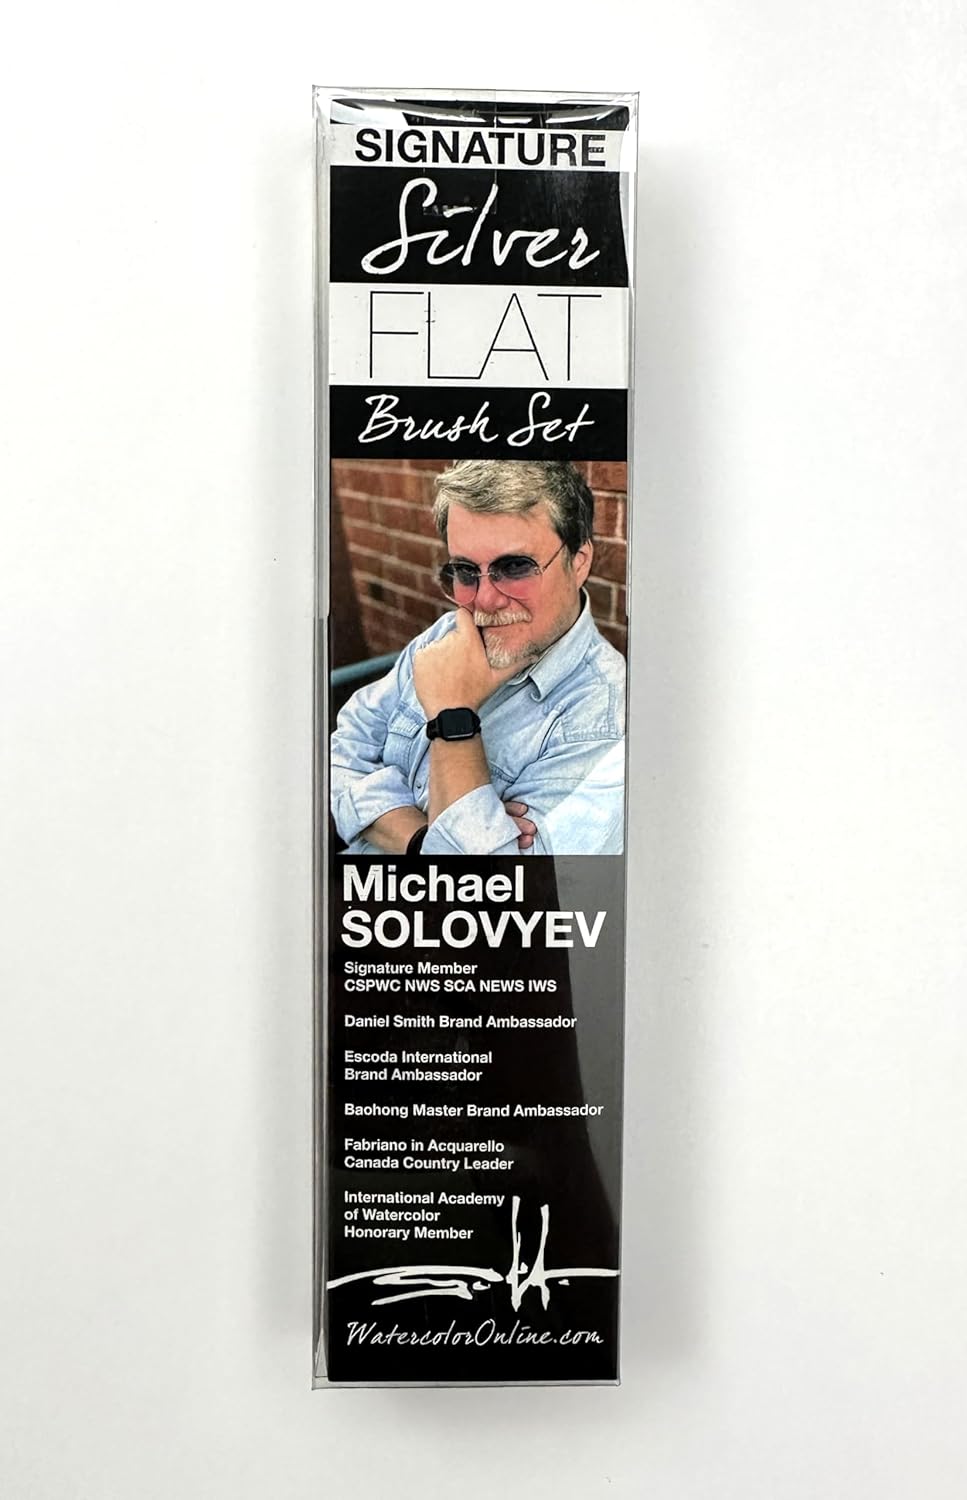 SIGNATURE
Silver
FLAT
Brush Set
Michael
SOLOVYEV
Signature Member
CSPWC NWS SCA NEWS IWS
Daniel Smith Brand Ambassador
Escoda International
Brand Ambassador
Baohong Master Brand Ambassador
Fabriano in Acquarello
Canada Country Leader
International Academy
of Watercolor
Honorary Member
WatercolorOnline.com